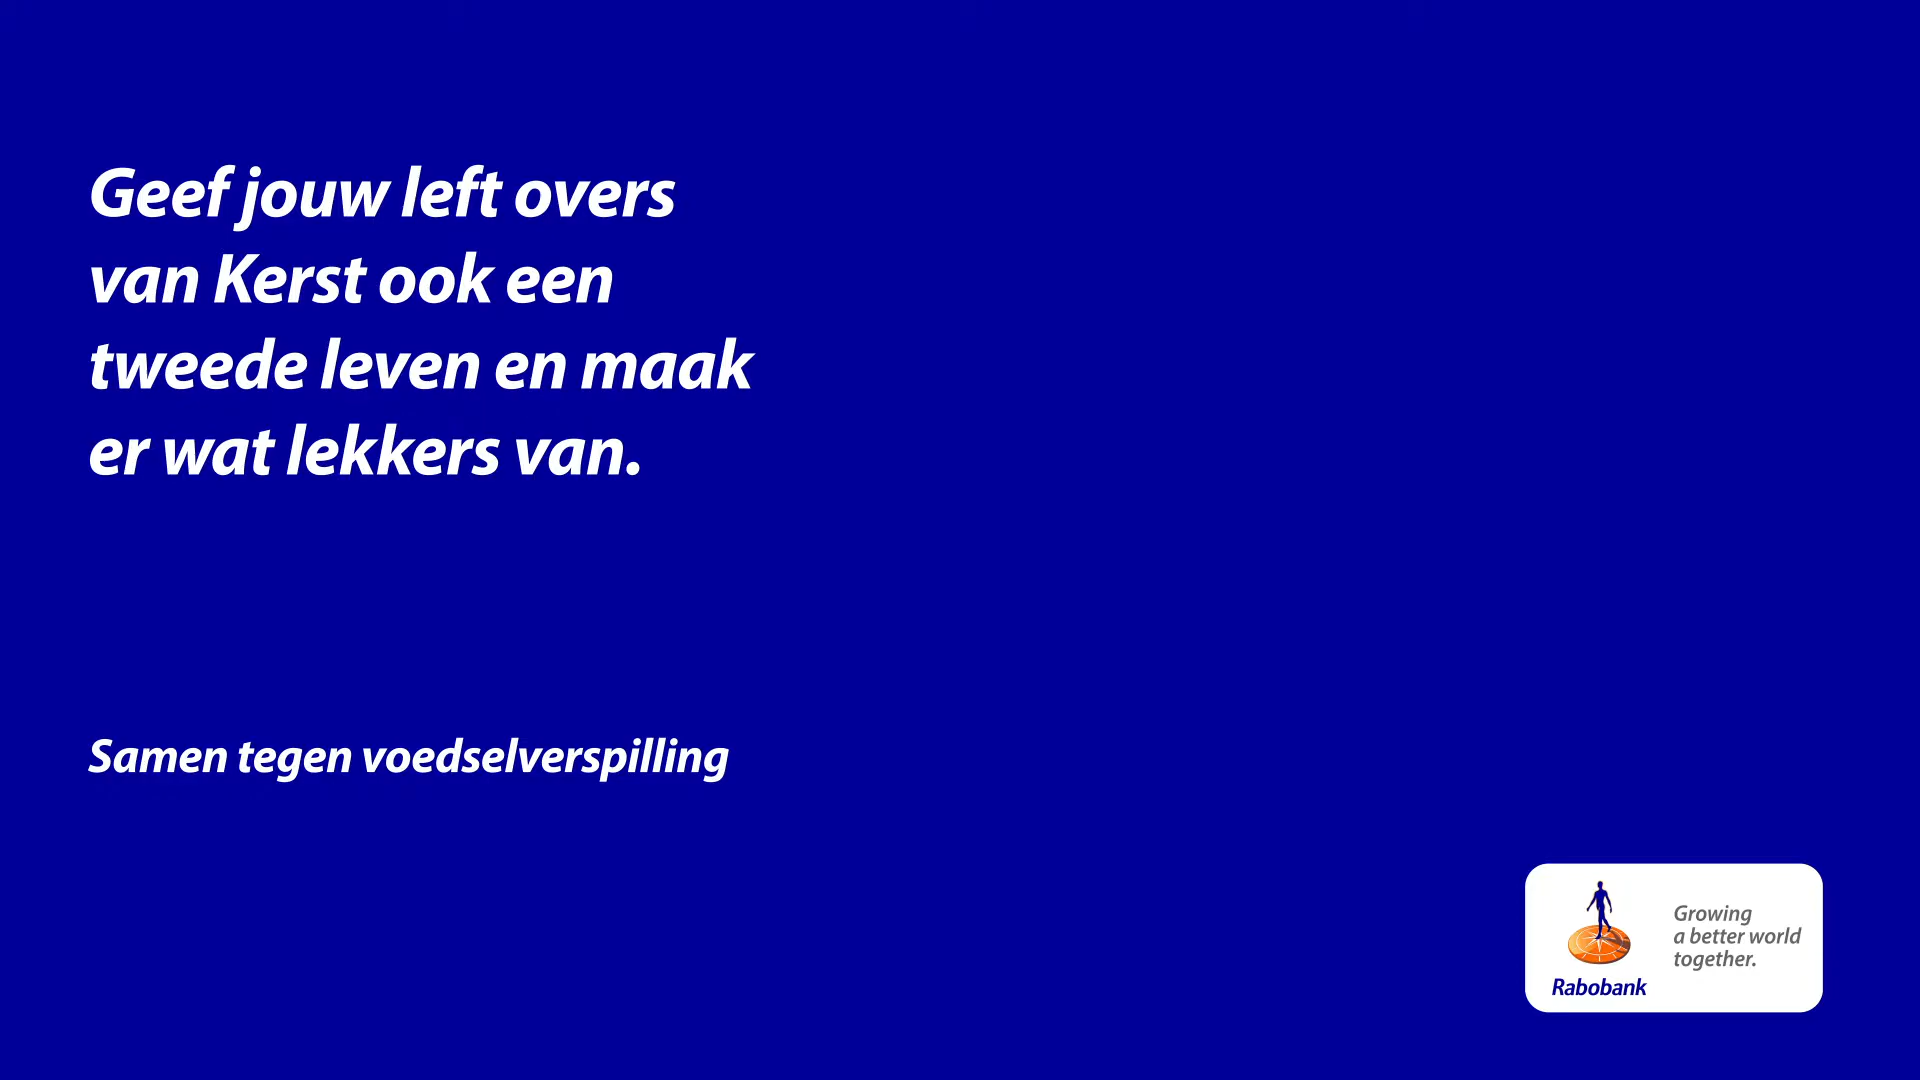 Geef jouw left overs
van Kerst ook een
tweede leven en maak
er wat lekkers van.
Samen tegen voedselverspilling
Growing
a better world
together.
Rabobank